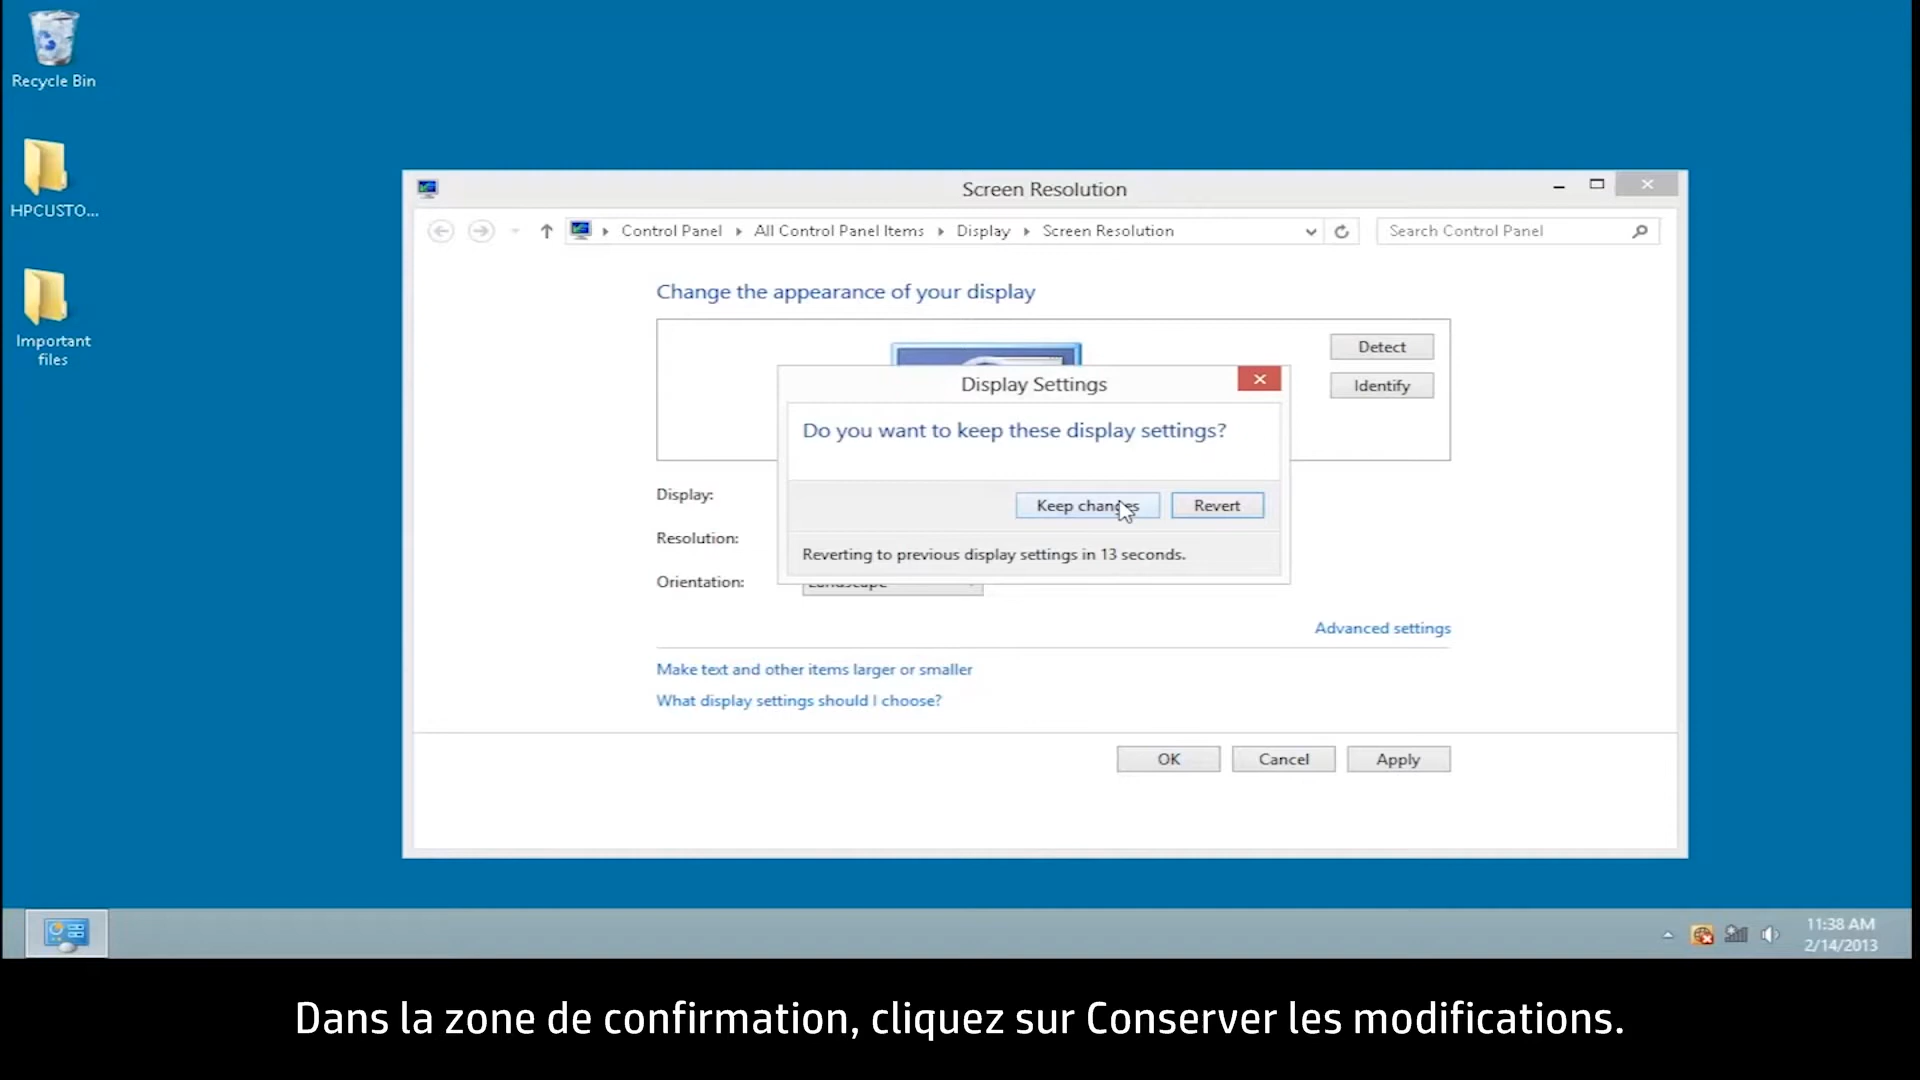 Recycle Bin
HPCUSTO...
Important
files
Screen Resolution
Control Panel
All Control Panel Items
Display
Screen Resolution
Search Control Panel
Change the appearance of your display
Detect
Identify
Display Settings
Do you want to keep these display settings?
Keep changes
Revert
Reverting to previous display settings in 13 seconds.
Display:
Resolution:
Orientation:
Landscape
Advanced settings
Make text and other items larger or smaller
What display settings should I choose?
OK
Cancel
Apply
11:38 AM
2/14/2013
Dans la zone de confirmation, cliquez sur Conserver les modifications.